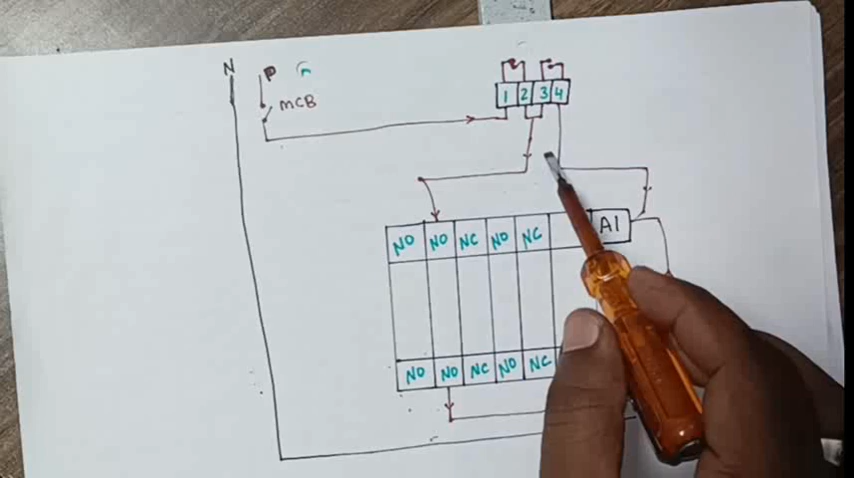 N P
MCB
1 2 3 4
NO NO NC NO NC A1
NO NO NC NO NC